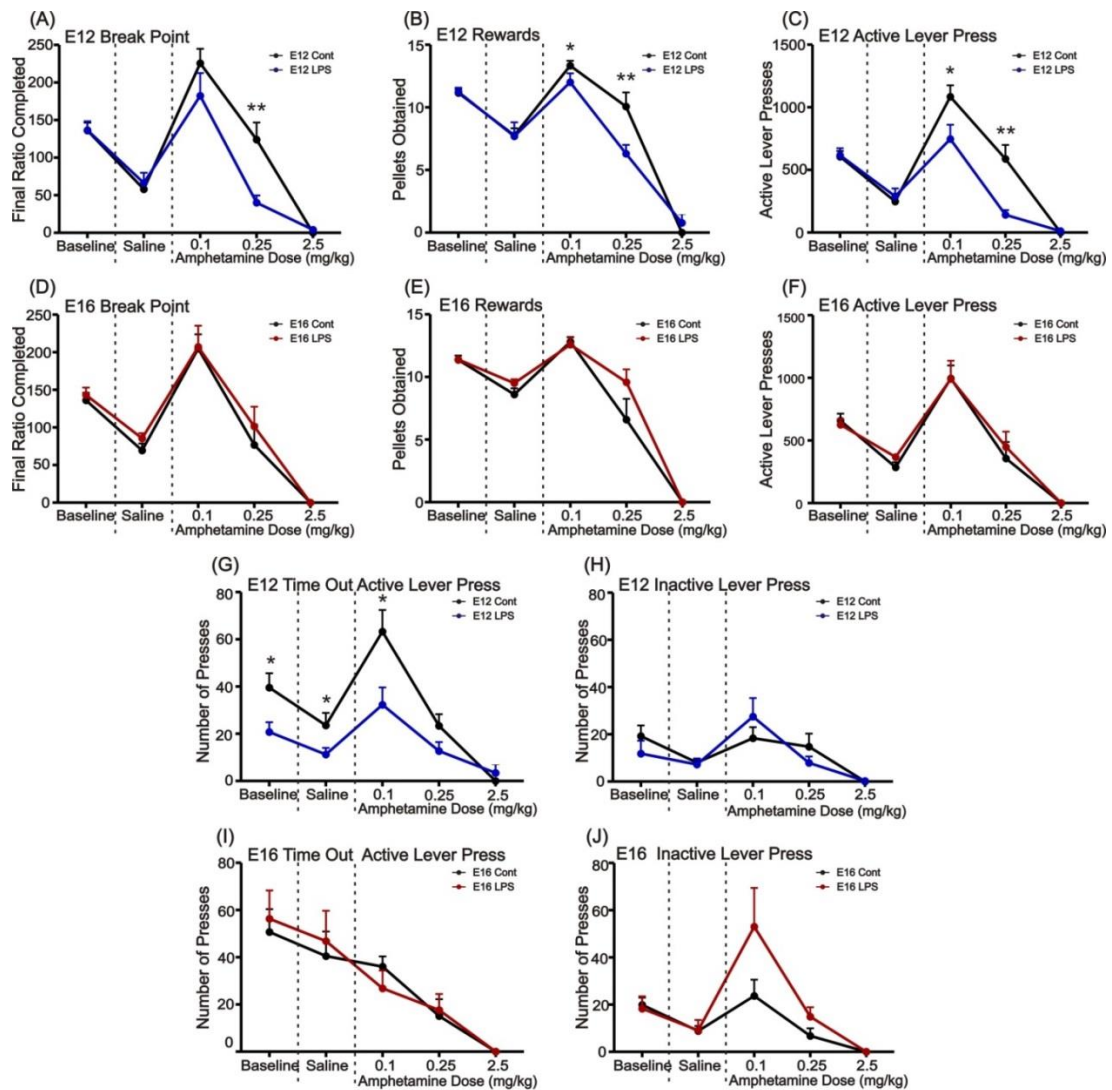 (A) E12 Break Point
E12 Cont
E12 LPS
Final Ratio Completed
250
200
150
100
50
0
**
Baseline Saline 0.1 0.25 2.5
Amphetamine Dose (mg/kg)
(B) E12 Rewards
E12 Cont
E12 LPS
Pellets Obtained
15
10
5
0
*
**
Baseline Saline 0.1 0.25 2.5
Amphetamine Dose (mg/kg)
(C) E12 Active Lever Press
E12 Cont
E12 LPS
Active Lever Presses
1500
1000
500
0
*
**
Baseline Saline 0.1 0.25 2.5
Amphetamine Dose (mg/kg)
(D) E16 Break Point
E16 Cont
E16 LPS
Final Ratio Completed
250
200
150
100
50
0
Baseline Saline 0.1 0.25 2.5
Amphetamine Dose (mg/kg)
(E) E16 Rewards
E16 Cont
E16 LPS
Pellets Obtained
15
10
5
0
Baseline Saline 0.1 0.25 2.5
Amphetamine Dose (mg/kg)
(F) E16 Active Lever Press
E16 Cont
E16 LPS
Active Lever Presses
1500
1000
500
0
Baseline Saline 0.1 0.25 2.5
Amphetamine Dose (mg/kg)
(G) E12 Time Out Active Lever Press
E12 Cont
E12 LPS
Number of Presses
80
60
40
20
0
*
*
*
Baseline Saline 0.1 0.25 2.5
Amphetamine Dose (mg/kg)
(H) E12 Inactive Lever Press
E12 Cont
E12 LPS
Number of Presses
80
60
40
20
0
Baseline Saline 0.1 0.25 2.5
Amphetamine Dose (mg/kg)
(I) E16 Time Out Active Lever Press
E16 Cont
E16 LPS
Number of Presses
80
60
40
20
0
Baseline Saline 0.1 0.25 2.5
Amphetamine Dose (mg/kg)
(J) E16 Inactive Lever Press
E16 Cont
E16 LPS
Number of Presses
80
60
40
20
0
Baseline Saline 0.1 0.25 2.5
Amphetamine Dose (mg/kg)